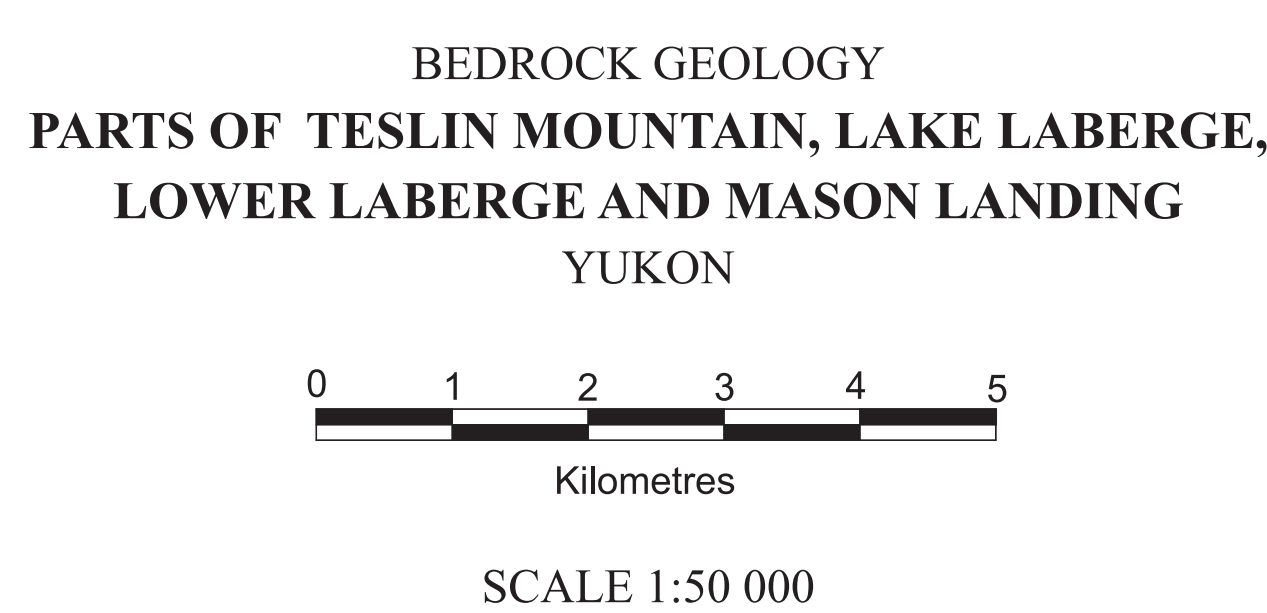 BEDROCK GEOLOGY
PARTS OF TESLIN MOUNTAIN, LAKE LABERGE,
LOWER LABERGE AND MASON LANDING
YUKON
0 1 2 3 4 5
Kilometres
SCALE 1:50 000